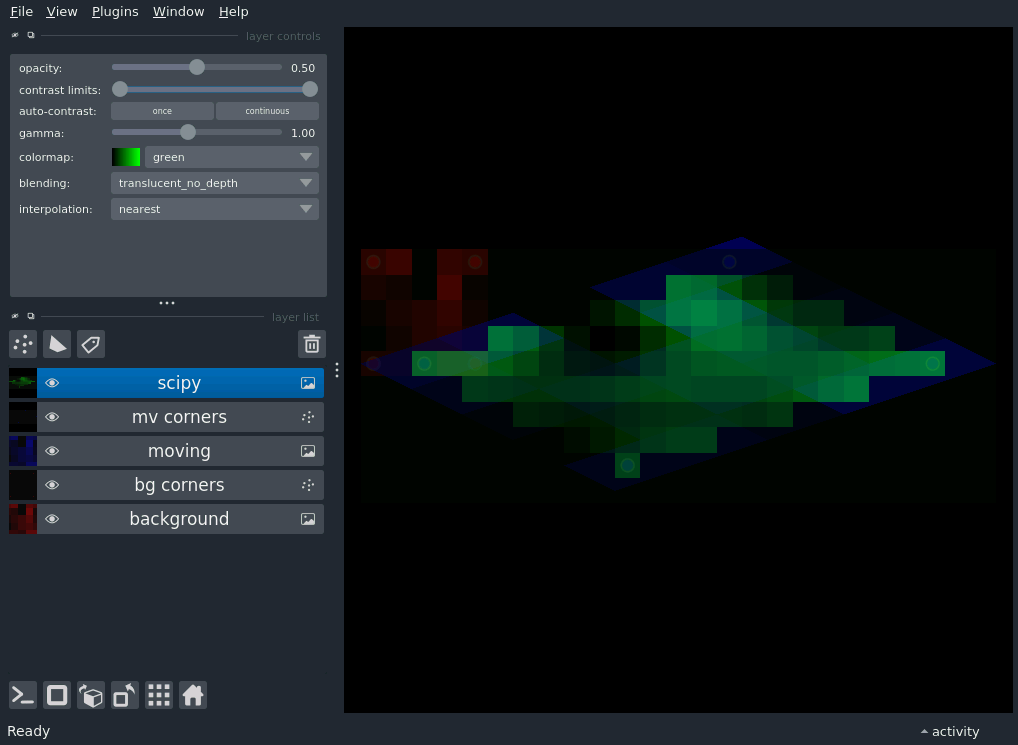 File View Plugins Window Help
layer controls
opacity: 0.50
contrast limits:
auto-contrast: once continuous
gamma: 1.00
colormap: green
blending: translucent_no_depth
interpolation: nearest
layer list
scipy
mv corners
moving
bg corners
background
Ready
activity